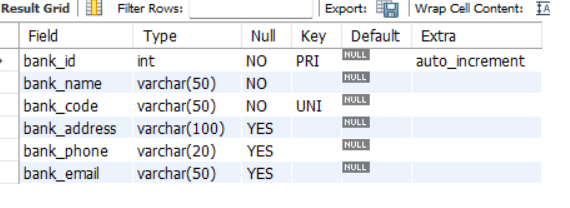 Result Grid Filter Rows: Export: Wrap Cell Content: IA
Field Type Null Key Default Extra
bank_id int NO PRI NULL auto_increment
bank_name varchar(50) NO NULL
bank_code varchar(50) NO UNI NULL
bank_address varchar(100) YES NULL
bank_phone varchar(20) YES NULL
bank_email varchar(50) YES NULL